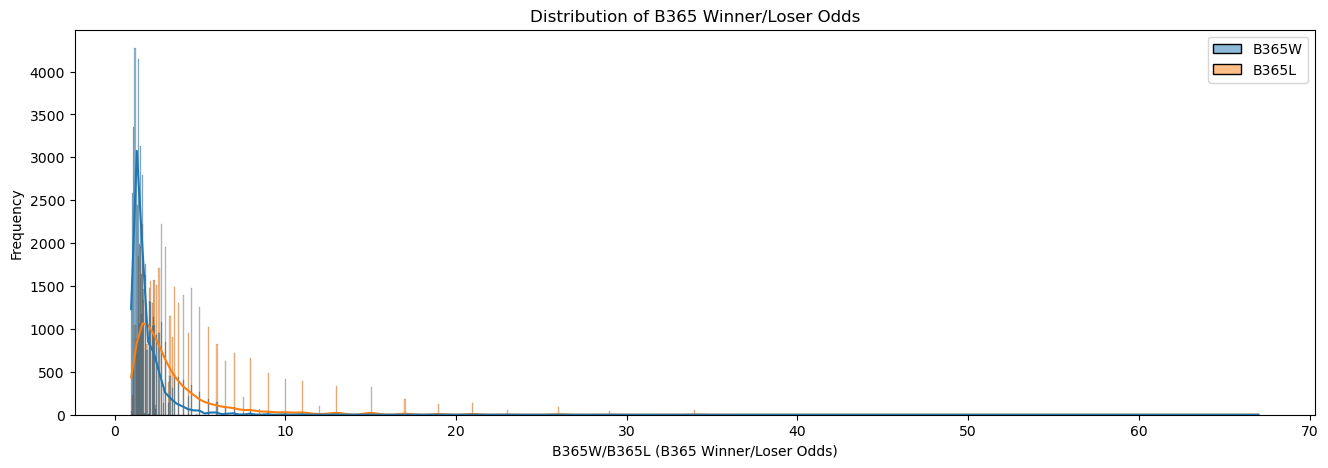 Distribution of B365 Winner/Loser Odds
B365W
B365L
Frequency
4000
3500
3000
2500
2000
1500
1000
500
0
0 10 20 30 40 50 60 70
B365W/B365L (B365 Winner/Loser Odds)